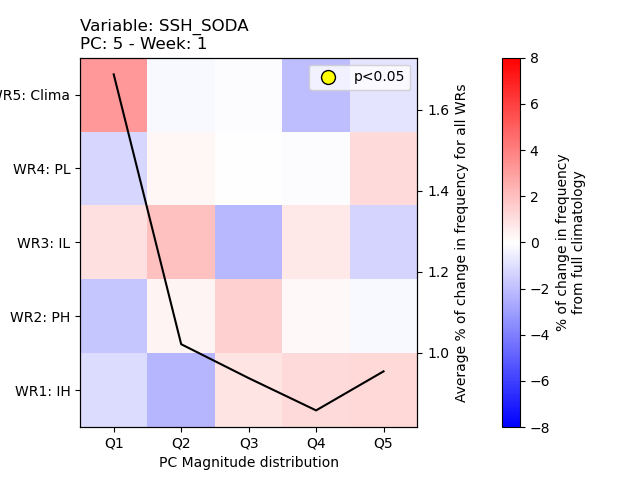 Variable: SSH_SODA
PC: 5 - Week: 1
p<0.05
WR5: Clima
WR4: PL
WR3: IL
WR2: PH
WR1: IH
Q1 Q2 Q3 Q4 Q5
PC Magnitude distribution
1.6
1.4
1.2
1.0
Average % of change in frequency for all WRs
8
6
4
2
0
−2
−4
−6
−8
% of change in frequency
from full climatology